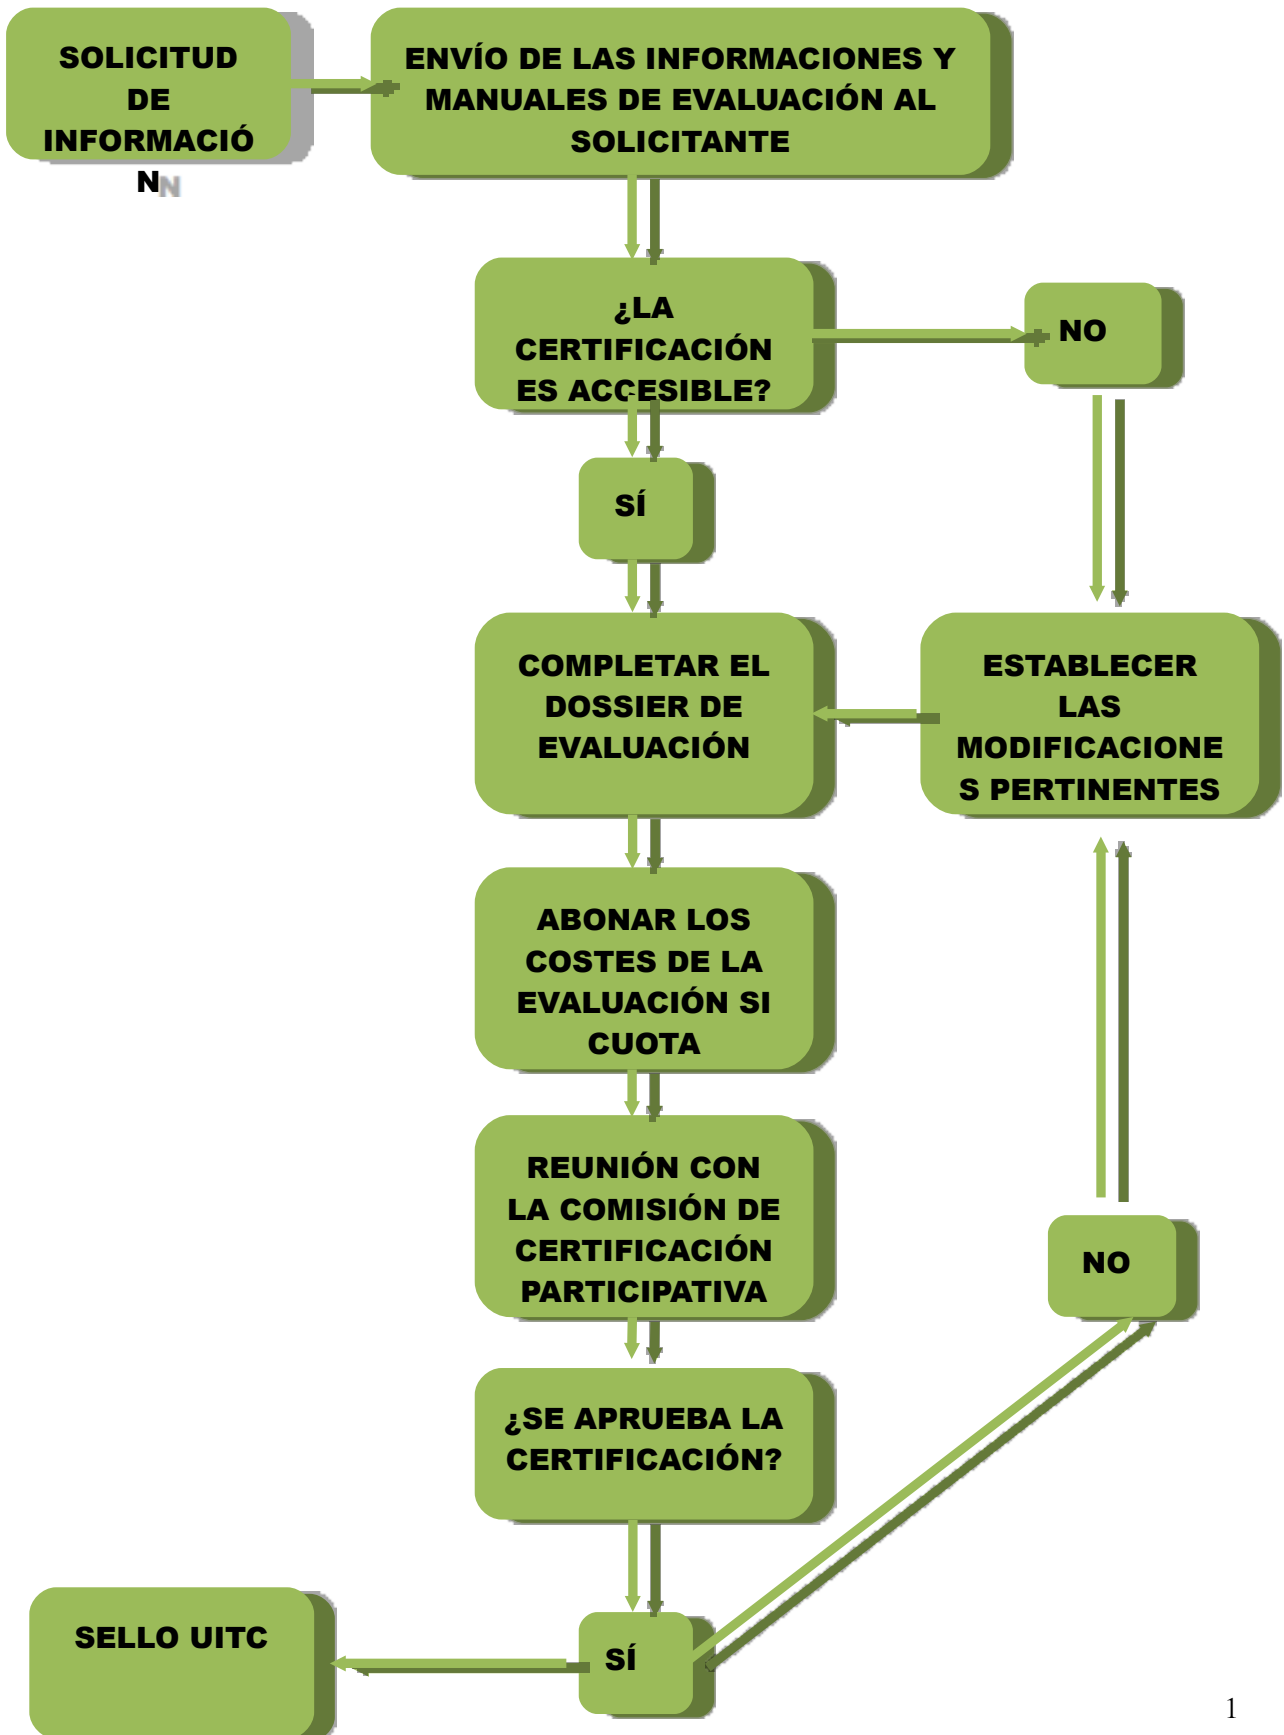 SOLICITUD
DE
INFORMACIÓ
N
ENVÍO DE LAS INFORMACIONES Y
MANUALES DE EVALUACIÓN AL
SOLICITANTE
¿LA
CERTIFICACIÓN
ES ACCESIBLE?
NO
SÍ
COMPLETAR EL
DOSSIER DE
EVALUACIÓN
ESTABLECER
LAS
MODIFICACIONE
S PERTINENTES
ABONAR LOS
COSTES DE LA
EVALUACIÓN SI
CUOTA
REUNIÓN CON
LA COMISIÓN DE
CERTIFICACIÓN
PARTICIPATIVA
NO
¿SE APRUEBA LA
CERTIFICACIÓN?
SÍ
SELLO UITC
1